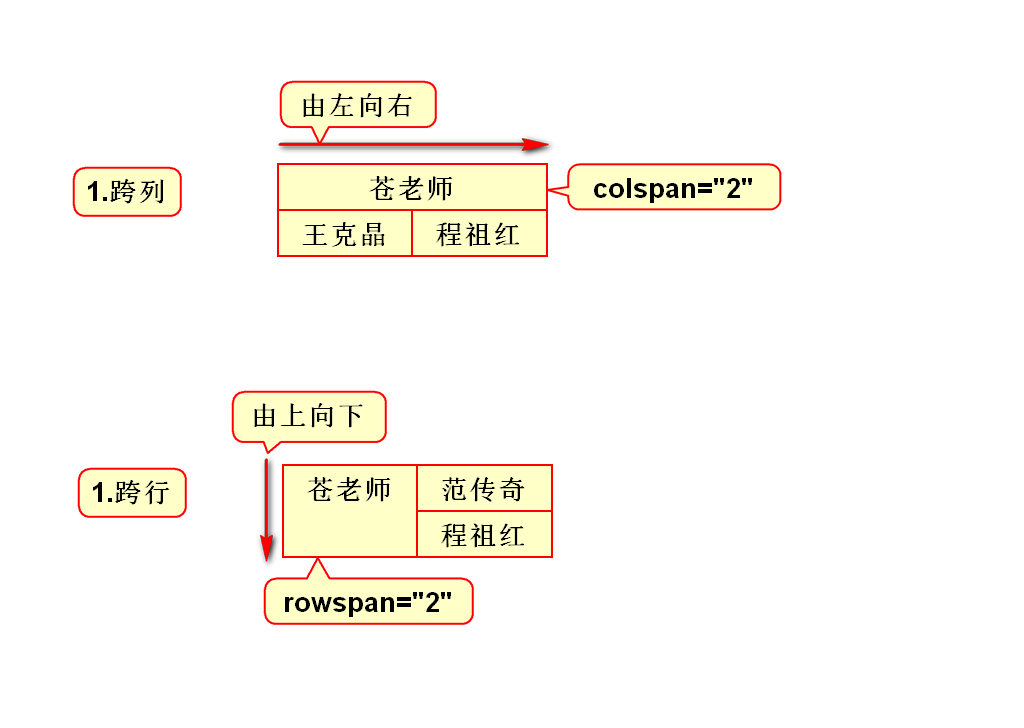 由左向右
1.跨列
苍老师
colspan="2"
王克晶
程祖红
由上向下
1.跨行
苍老师
范传奇
程祖红
rowspan="2"